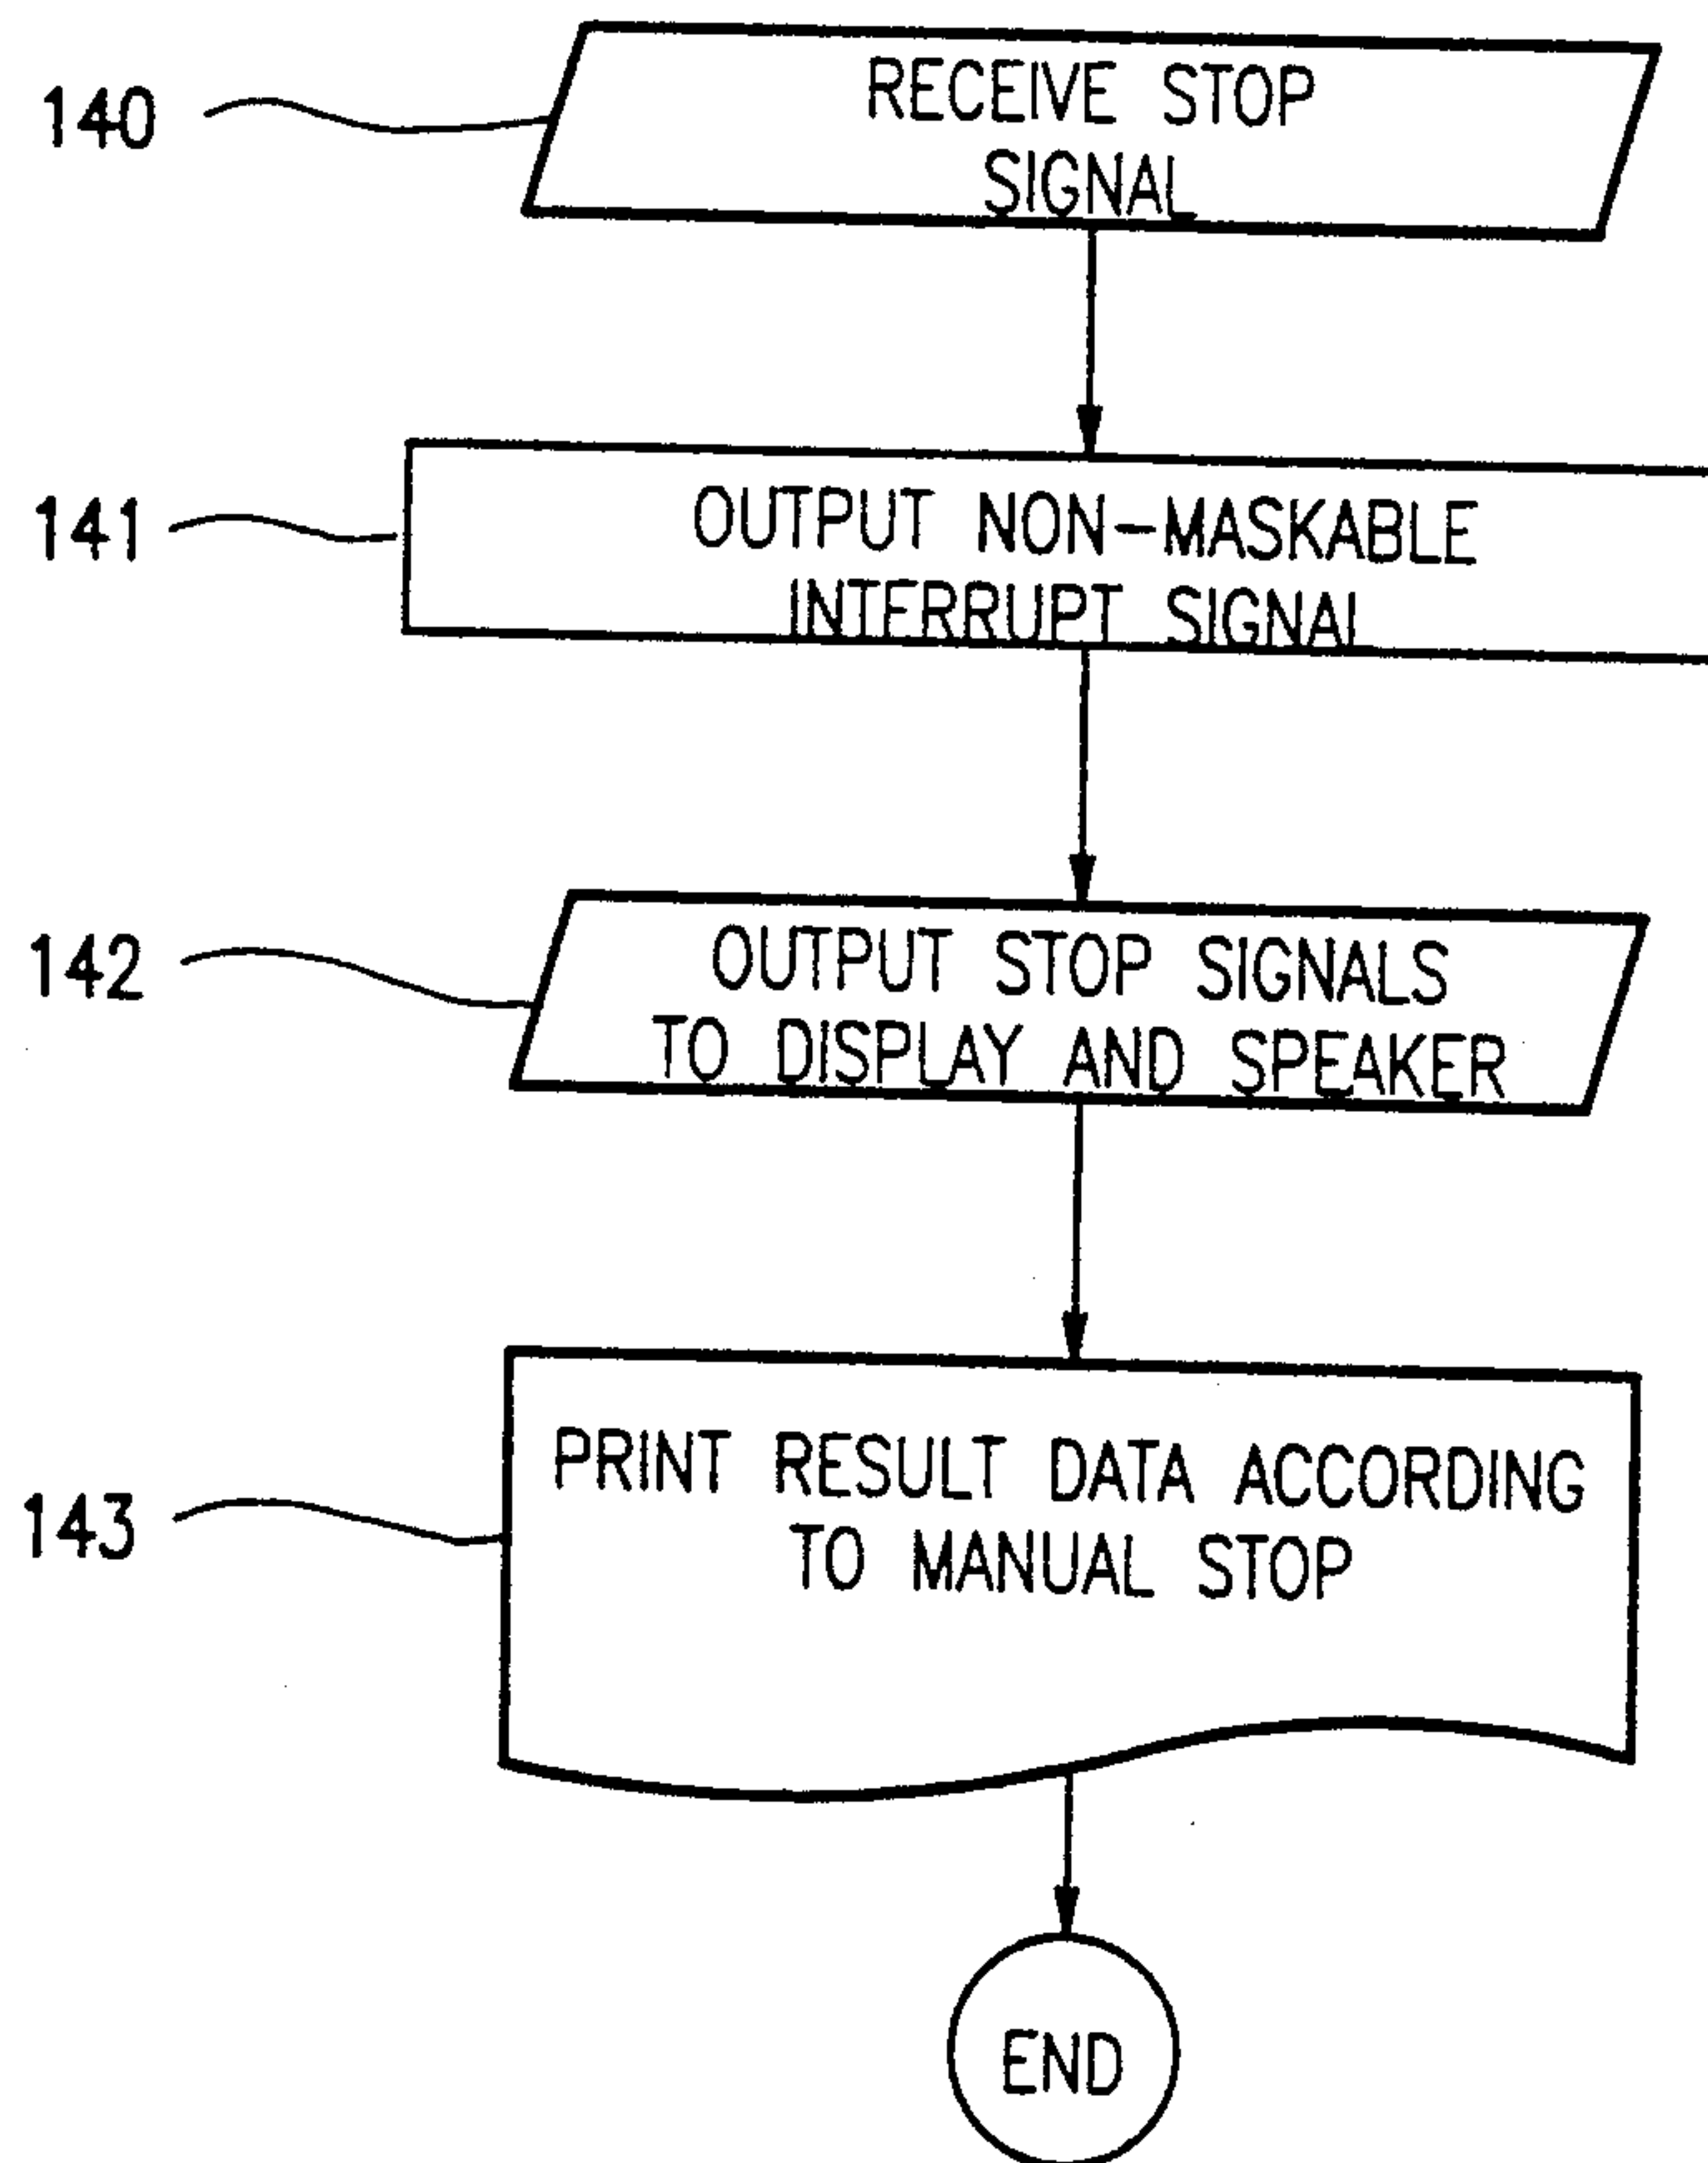 140
RECEIVE STOP
SIGNAL
141
OUTPUT NON-MASKABLE
INTERRUPT SIGNAL
142
OUTPUT STOP SIGNALS
TO DISPLAY AND SPEAKER
143
PRINT RESULT DATA ACCORDING
TO MANUAL STOP
END